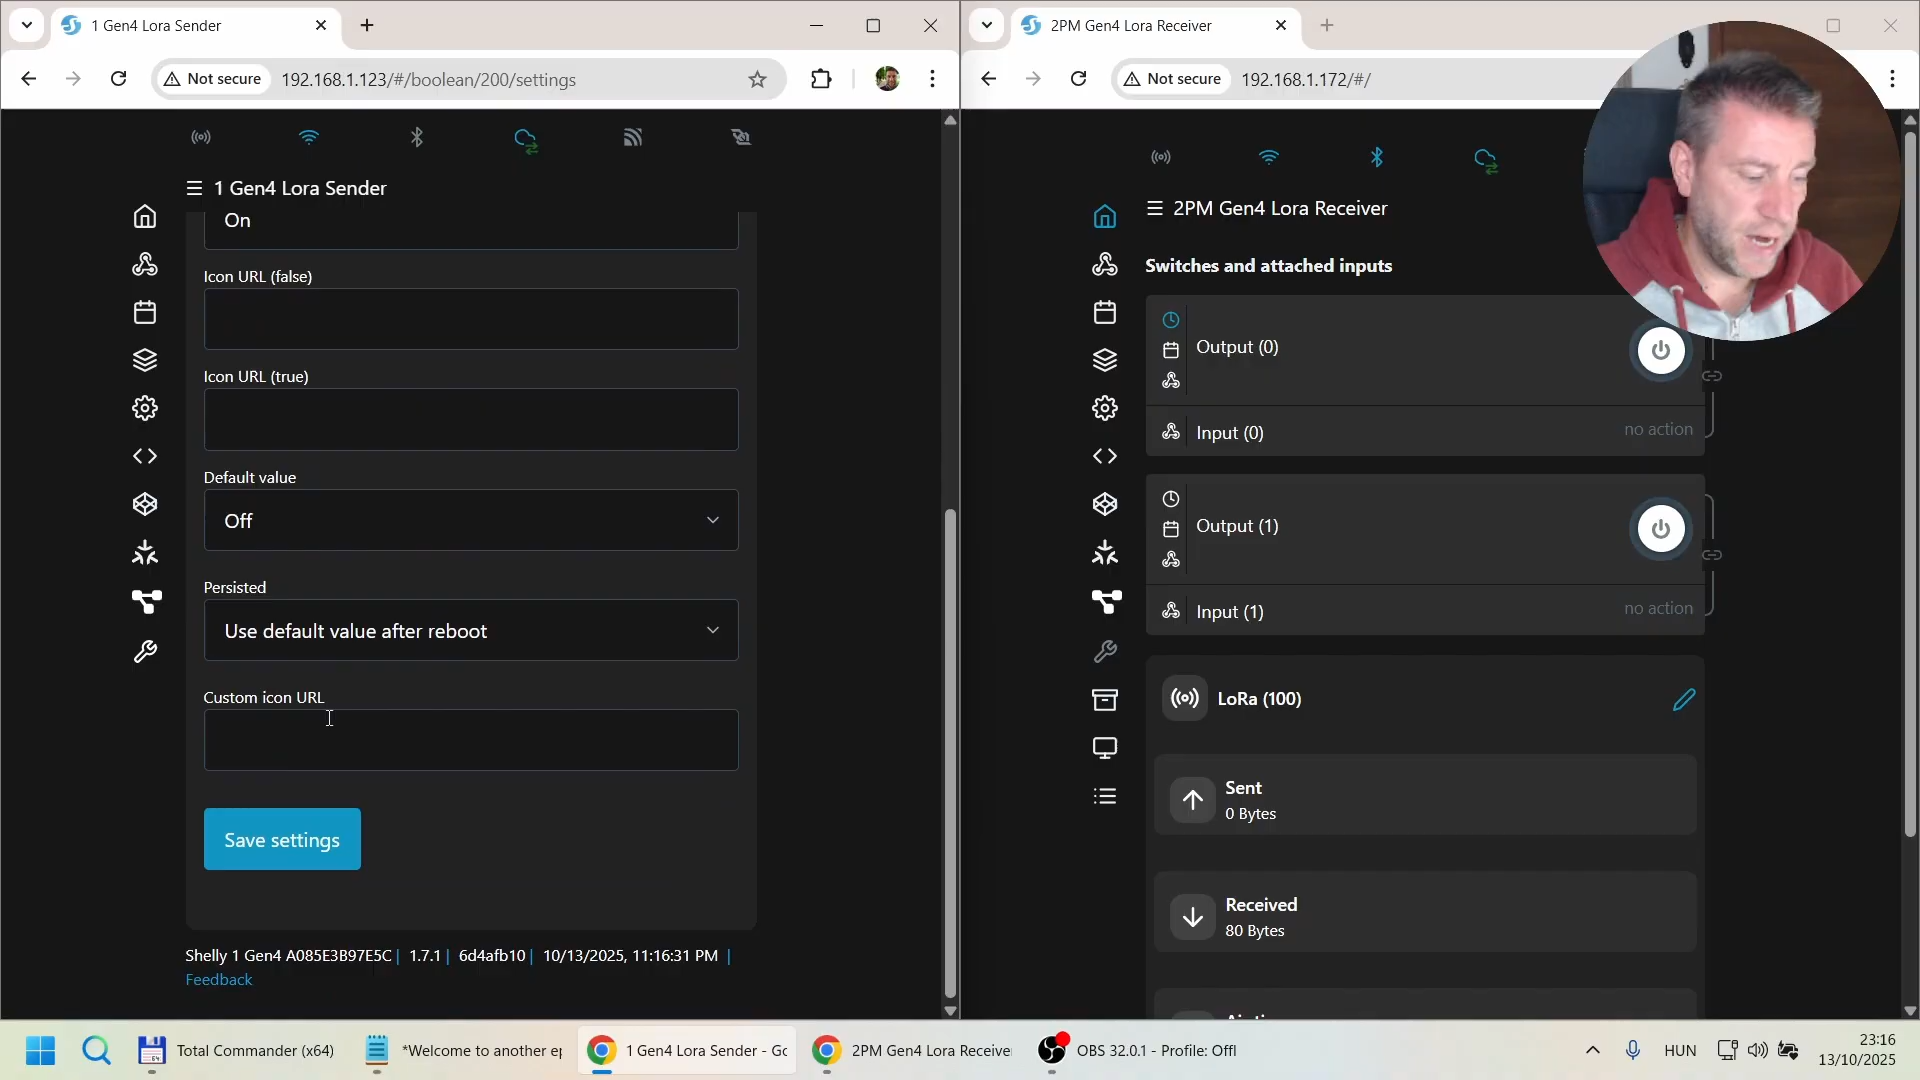 1 Gen4 Lora Sender
Not secure
192.168.1.123/#/boolean/200/settings
1 Gen4 Lora Sender
On
Icon URL (false)
Icon URL (true)
Default value
Off
Persisted
Use default value after reboot
Custom icon URL
Save settings
Shelly 1 Gen4 A085E3B97E5C | 1.7.1 | 6d4afb10 | 10/13/2025, 11:16:31 PM |
Feedback
2PM Gen4 Lora Receiver
Not secure
192.168.1.172/#/
2PM Gen4 Lora Receiver
Switches and attached inputs
Output (0)
Input (0)
no action
Output (1)
Input (1)
no action
LoRa (100)
Sent
0 Bytes
Received
80 Bytes
Total Commander (x64)
*Welcome to another ep
1 Gen4 Lora Sender - Go
2PM Gen4 Lora Receive
OBS 32.0.1 - Profile: Offl
HUN
23:16
13/10/2025